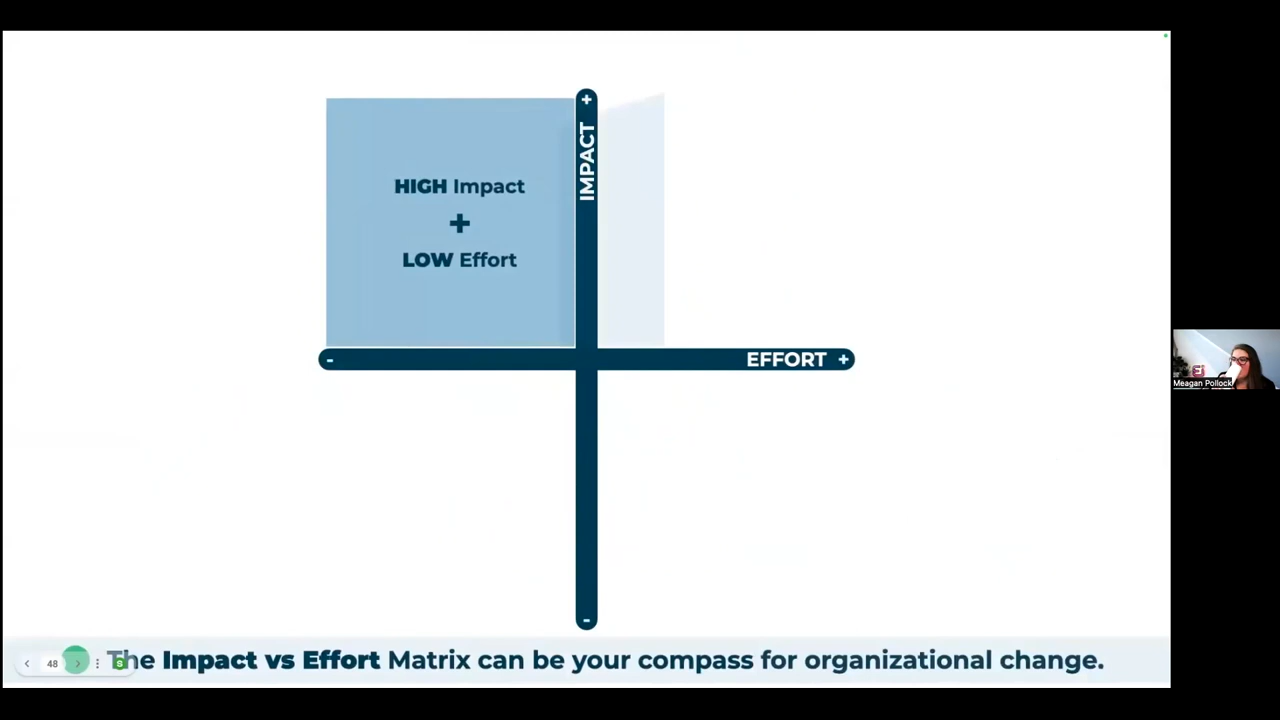 +
IMPACT
HIGH Impact
+
LOW Effort
-
EFFORT +
-
Meagan Pollock
48
S
The Impact vs Effort Matrix can be your compass for organizational change.